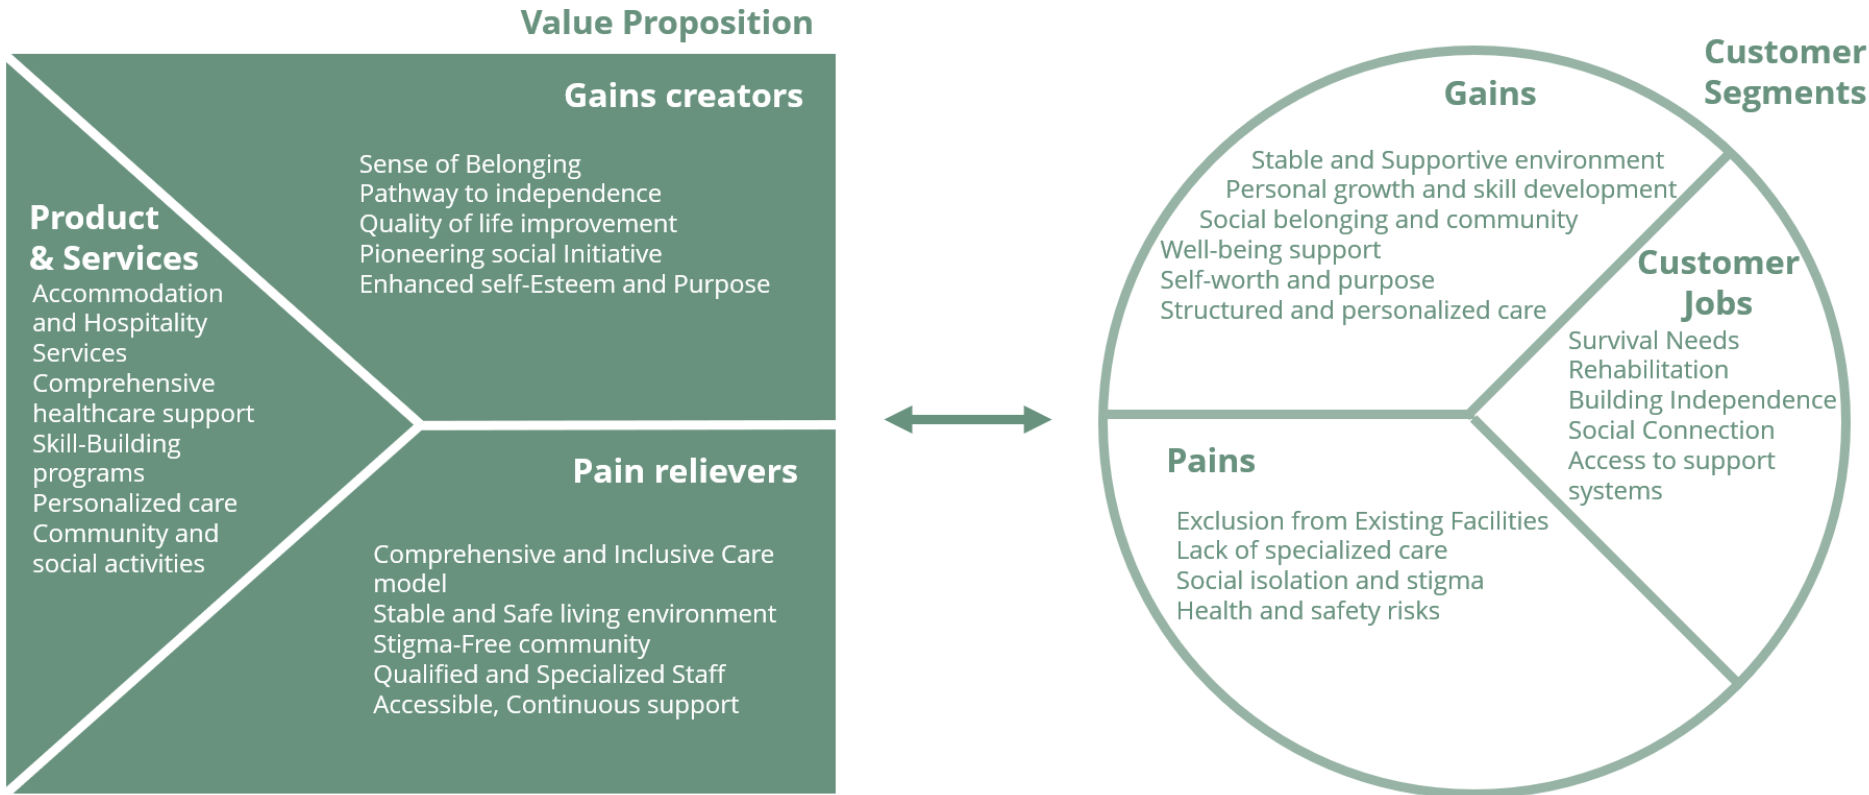 Value Proposition
Gains creators
Sense of Belonging
Pathway to independence
Quality of life improvement
Pioneering social Initiative
Enhanced self-Esteem and Purpose
Product
& Services
Accommodation
and Hospitality
Services
Comprehensive
healthcare support
Skill-Building
programs
Personalized care
Community and
social activities
Pain relievers
Comprehensive and Inclusive Care
model
Stable and Safe living environment
Stigma-Free community
Qualified and Specialized Staff
Accessible, Continuous support
Customer
Segments
Gains
Stable and Supportive environment
Personal growth and skill development
Social belonging and community
Well-being support
Self-worth and purpose
Structured and personalized care
Customer
Jobs
Survival Needs
Rehabilitation
Building Independence
Social Connection
Access to support
systems
Pains
Exclusion from Existing Facilities
Lack of specialized care
Social isolation and stigma
Health and safety risks